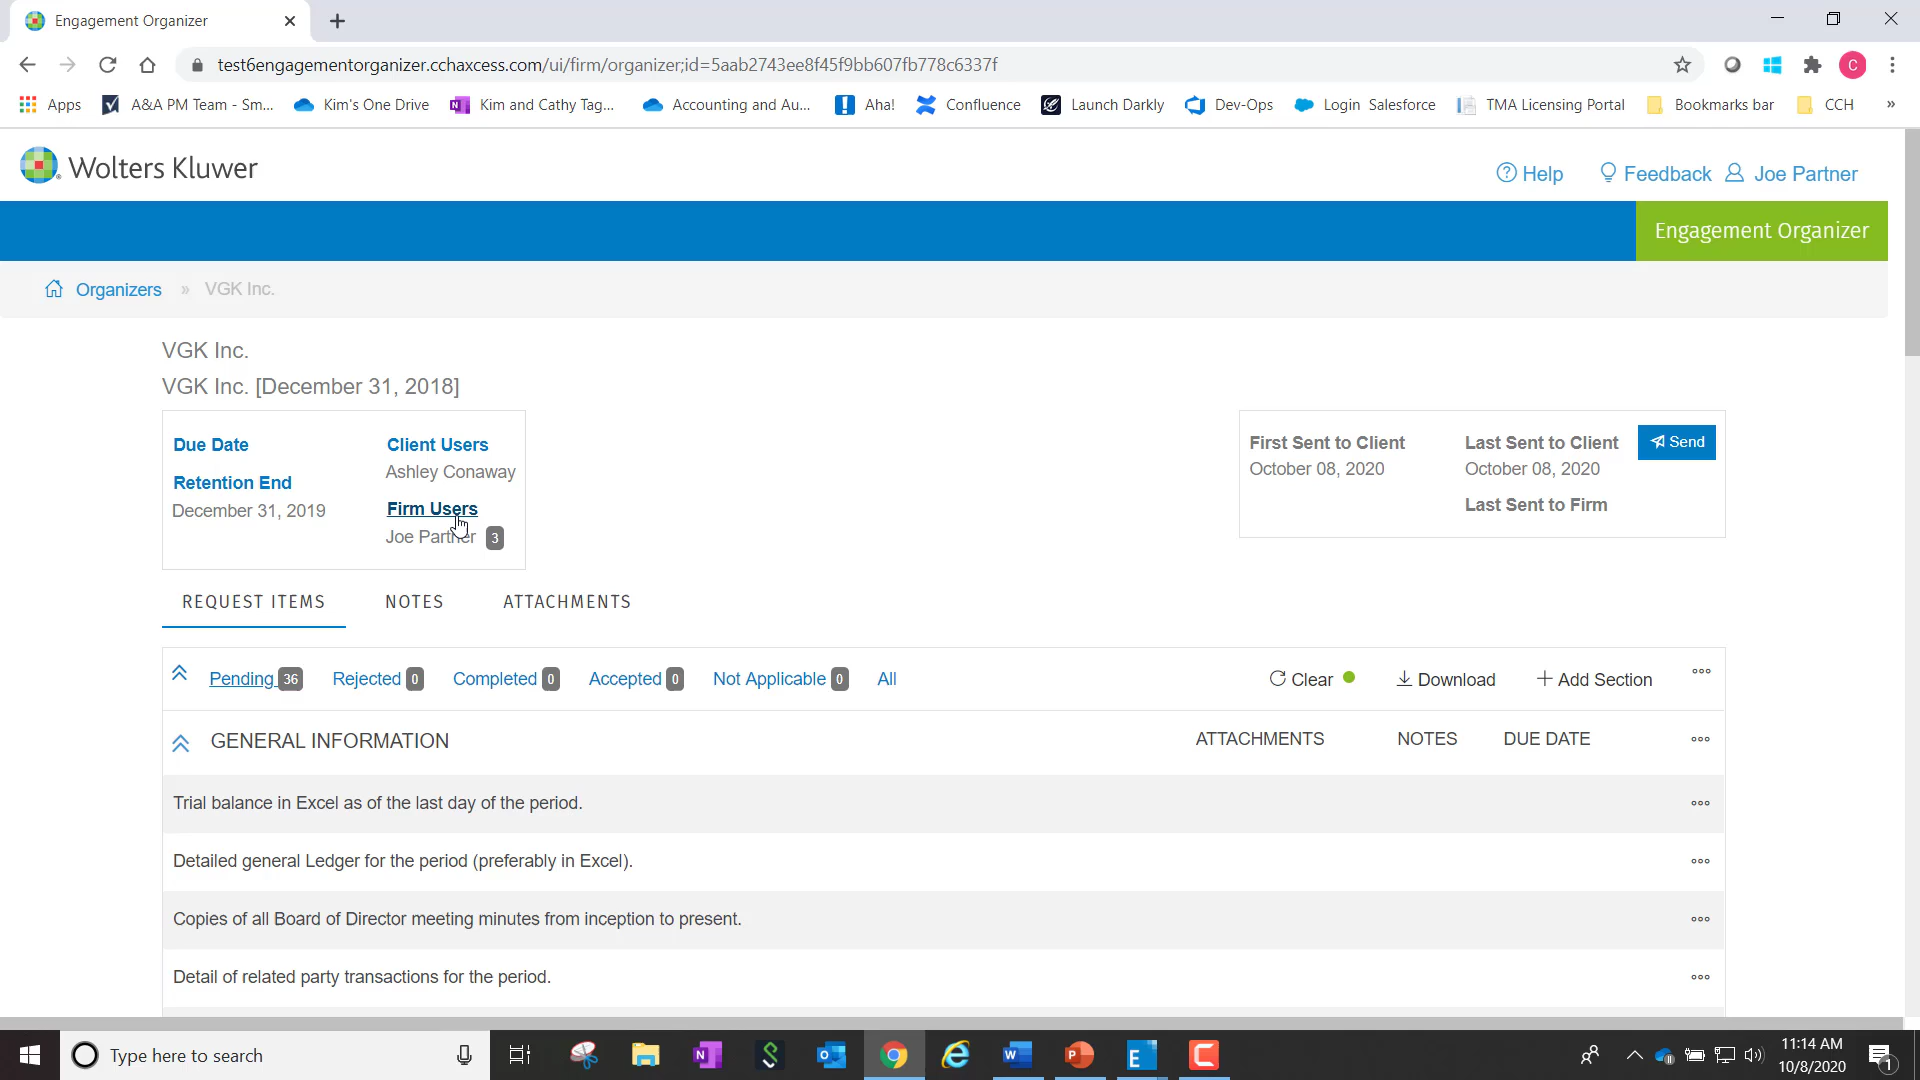 Engagement Organizer
test6engagementorganizer.cchaxcess.com/ui/firm/organizer;id=5aab2743ee8f45f9bb607fb778c6337f
C
Apps
A&A PM Team - Sm...
Kim's One Drive
Kim and Cathy Tag...
Accounting and Au...
Aha!
Confluence
Launch Darkly
Dev-Ops
Login Salesforce
TMA Licensing Portal
Bookmarks bar
CCH
»
Wolters Kluwer
Help
Feedback
Joe Partner
Engagement Organizer
Organizers » VGK Inc.
VGK Inc.
VGK Inc. [December 31, 2018]
Due Date
Retention End
December 31, 2019
Client Users
Ashley Conaway
Firm Users
Joe Partner 3
First Sent to Client
October 08, 2020
Last Sent to Client
October 08, 2020
Last Sent to Firm
Send
REQUEST ITEMS
NOTES
ATTACHMENTS
Pending 36
Rejected 0
Completed 0
Accepted 0
Not Applicable 0
All
Clear
Download
Add Section
GENERAL INFORMATION
ATTACHMENTS
NOTES
DUE DATE
Trial balance in Excel as of the last day of the period.
Detailed general Ledger for the period (preferably in Excel).
Copies of all Board of Director meeting minutes from inception to present.
Detail of related party transactions for the period.
Type here to search
11:14 AM
10/8/2020
1